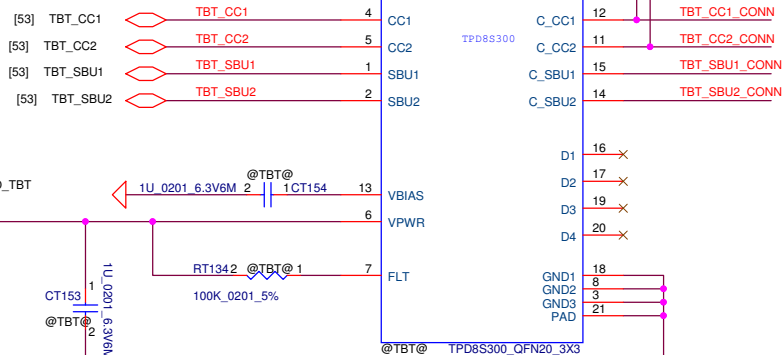 [53] TBT_CC1 TBT_CC1 4 CC1 C_CC1 12 TBT_CC1_CONN
TPD8S300
[53] TBT_CC2 TBT_CC2 5 CC2 C_CC2 11 TBT_CC2_CONN
[53] TBT_SBU1 TBT_SBU1 1 SBU1 C_SBU1 15 TBT_SBU1_CONN
[53] TBT_SBU2 TBT_SBU2 2 SBU2 C_SBU2 14 TBT_SBU2_CONN
D1 16
D2 17
D3 19
D4 20
_TBT
@TBT@
1U_0201_6.3V6M 2 1 CT154 13 VBIAS
6 VPWR
RT134 2 @TBT@ 1 7 FLT
100K_0201_5%
GND1 18
GND2 8
GND3 3
PAD 21
CT153 1
1U_0201_6.3V6M
@TBT@ 2
@TBT@ TPD8S300_QFN20_3X3